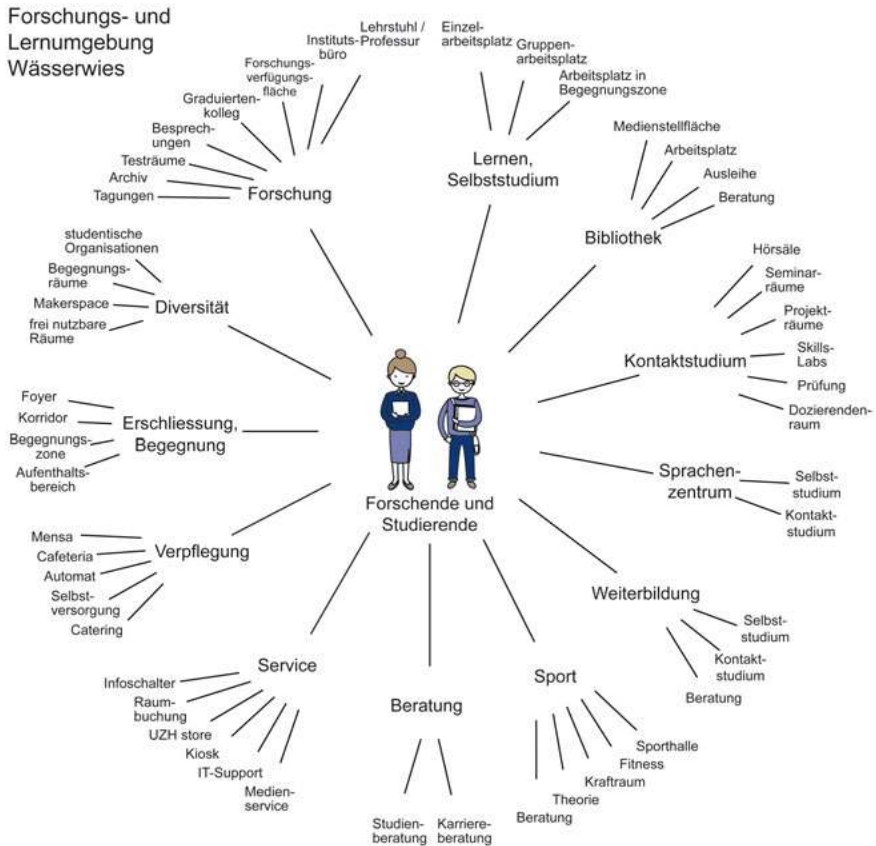 Forschungs- und
Lernumgebung
Wässerwies
Lehrstuhl /
Professur
Instituts-
büro
Forschungs-
verfügungs-
fläche
Graduierten-
kolleg
Besprech-
ungen
Testräume
Archiv
Tagungen
Forschung
Einzel-
arbeitsplatz
Gruppen-
arbeitsplatz
Arbeitsplatz in
Begegnungszone
Lernen,
Selbststudium
Medienstellfläche
Arbeitsplatz
Ausleihe
Beratung
Bibliothek
Hörsäle
Seminar-
räume
Projekt-
räume
Skills-
Labs
Prüfung
Dozierenden-
raum
Kontaktstudium
Sprachen-
zentrum
Selbst-
studium
Kontakt-
studium
Weiterbildung
Selbst-
studium
Kontakt-
studium
Beratung
Sport
Sporthalle
Fitness
Kraftraum
Theorie
Beratung
Beratung
Studien-
beratung
Karriere-
beratung
Service
Infoschalter
Raum-
buchung
UZH store
Kiosk
IT-Support
Medien-
service
Verpflegung
Mensa
Cafeteria
Automat
Selbst-
versorgung
Catering
Erschliessung,
Begegnung
Foyer
Korridor
Begegnungs-
zone
Aufenthalts-
bereich
Diversität
studentische
Organisationen
Begegnungs-
räume
Makerspace
frei nutzbare
Räume
Forschende und
Studierende